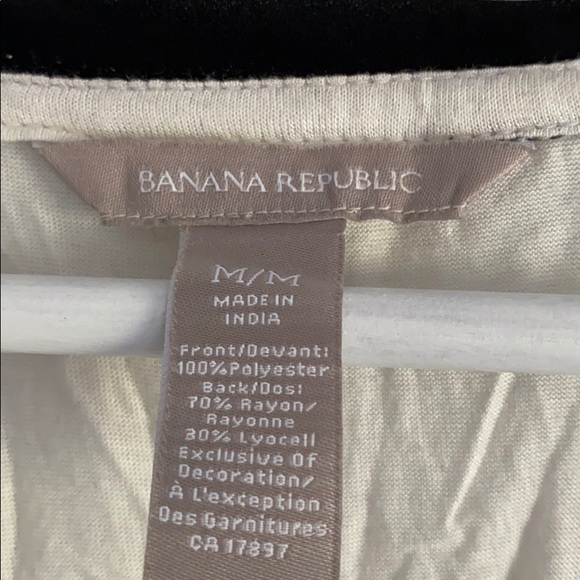 BANANA REPUBLIC
M/M
MADE IN
INDIA
Front/Devant:
100% Polyester
Back/Dos:
70% Rayon/
Rayonne
30% Lyocell
Exclusive Of
Decoration/
À L'exception
Des Garnitures
CA 17897